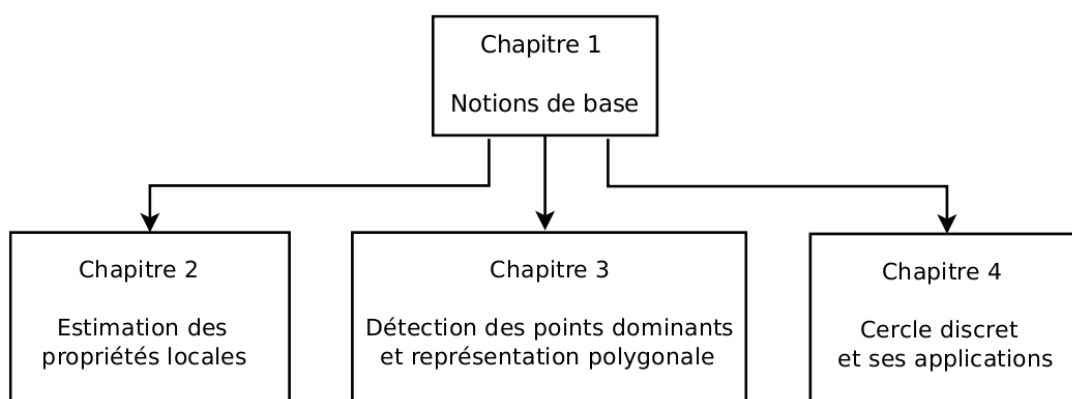 Chapitre 1
Notions de base
Chapitre 2
Estimation des
propriétés locales
Chapitre 3
Détection des points dominants
et représentation polygonale
Chapitre 4
Cercle discret
et ses applications